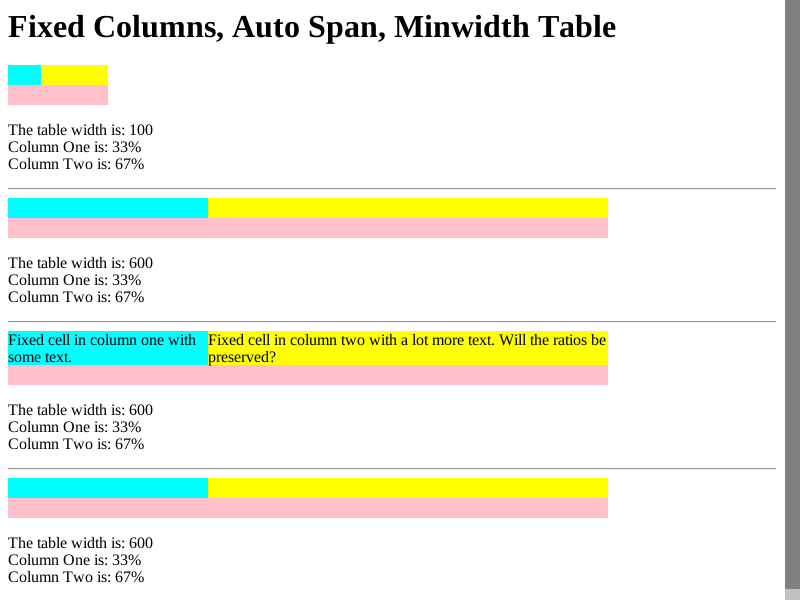 Fixed Columns, Auto Span, Minwidth Table
The table width is: 100
Column One is: 33%
Column Two is: 67%
The table width is: 600
Column One is: 33%
Column Two is: 67%
Fixed cell in column one with some text.
Fixed cell in column two with a lot more text. Will the ratios be preserved?
The table width is: 600
Column One is: 33%
Column Two is: 67%
The table width is: 600
Column One is: 33%
Column Two is: 67%